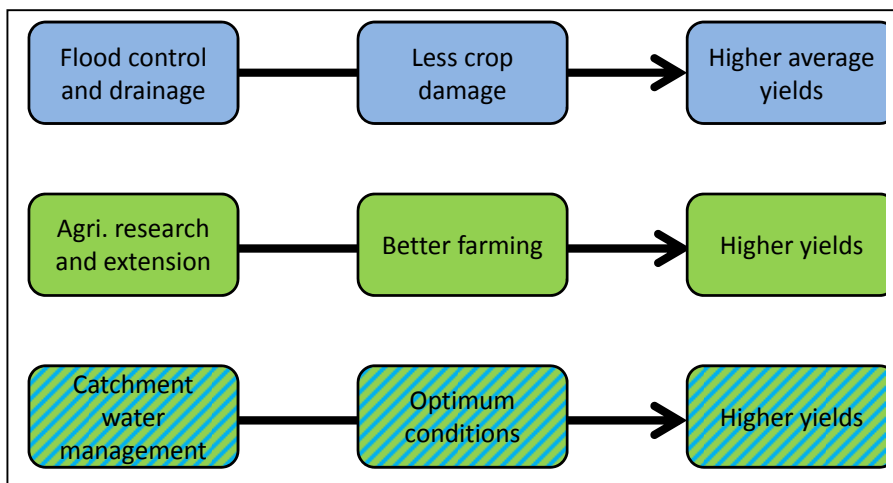 Flood control
and drainage
Less crop
damage
Higher average
yields
Agri. research
and extension
Better farming
Higher yields
Catchment
water
management
Optimum
conditions
Higher yields